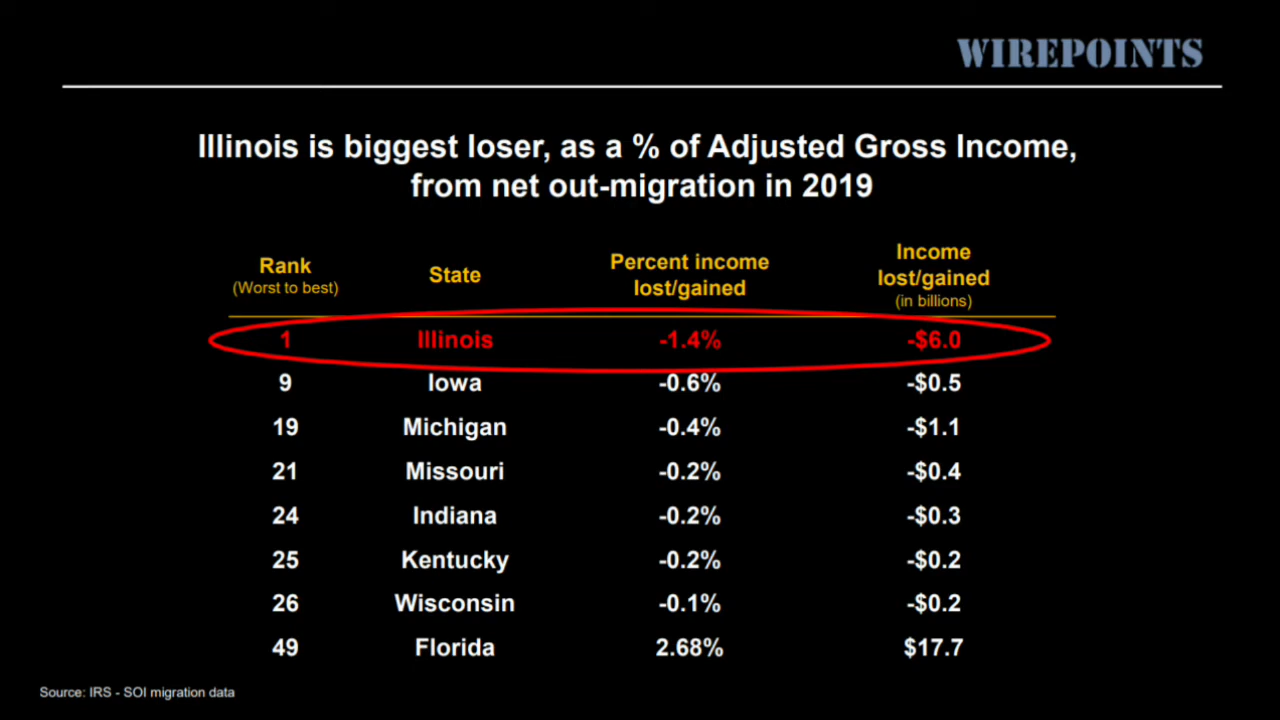 WIREPOINTS
Illinois is biggest loser, as a % of Adjusted Gross Income,
from net out-migration in 2019
Rank
(Worst to best)
State
Percent income
lost/gained
Income
lost/gained
(in billions)
1 Illinois -1.4% -$6.0
9 Iowa -0.6% -$0.5
19 Michigan -0.4% -$1.1
21 Missouri -0.2% -$0.4
24 Indiana -0.2% -$0.3
25 Kentucky -0.2% -$0.2
26 Wisconsin -0.1% -$0.2
49 Florida 2.68% $17.7
Source: IRS - SOI migration data